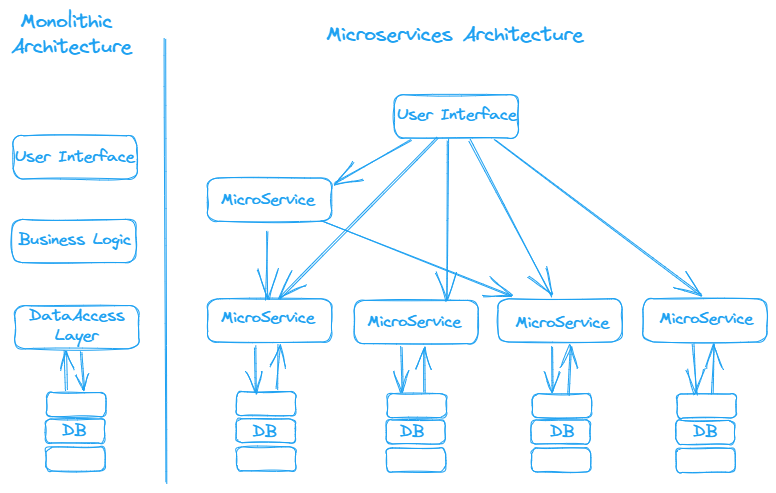 Monolithic
Architecture
Microservices Architecture
User Interface
User Interface
MicroService
Business Logic
DataAccess
Layer
MicroService
MicroService
MicroService
MicroService
DB
DB
DB
DB
DB